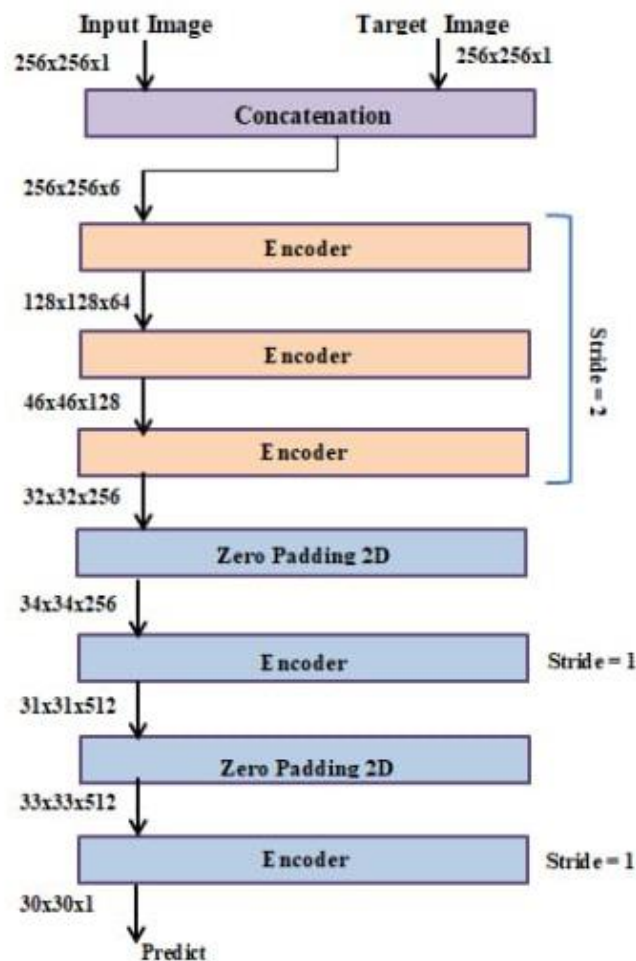 Input Image Target Image
256x256x1 256x256x1
Concatenation
256x256x6
Encoder
128x128x64
Encoder
46x46x128
Encoder
Stride = 2
32x32x256
Zero Padding 2D
34x34x256
Encoder Stride = 1
31x31x512
Zero Padding 2D
33x33x512
Encoder Stride = 1
30x30x1
Predict